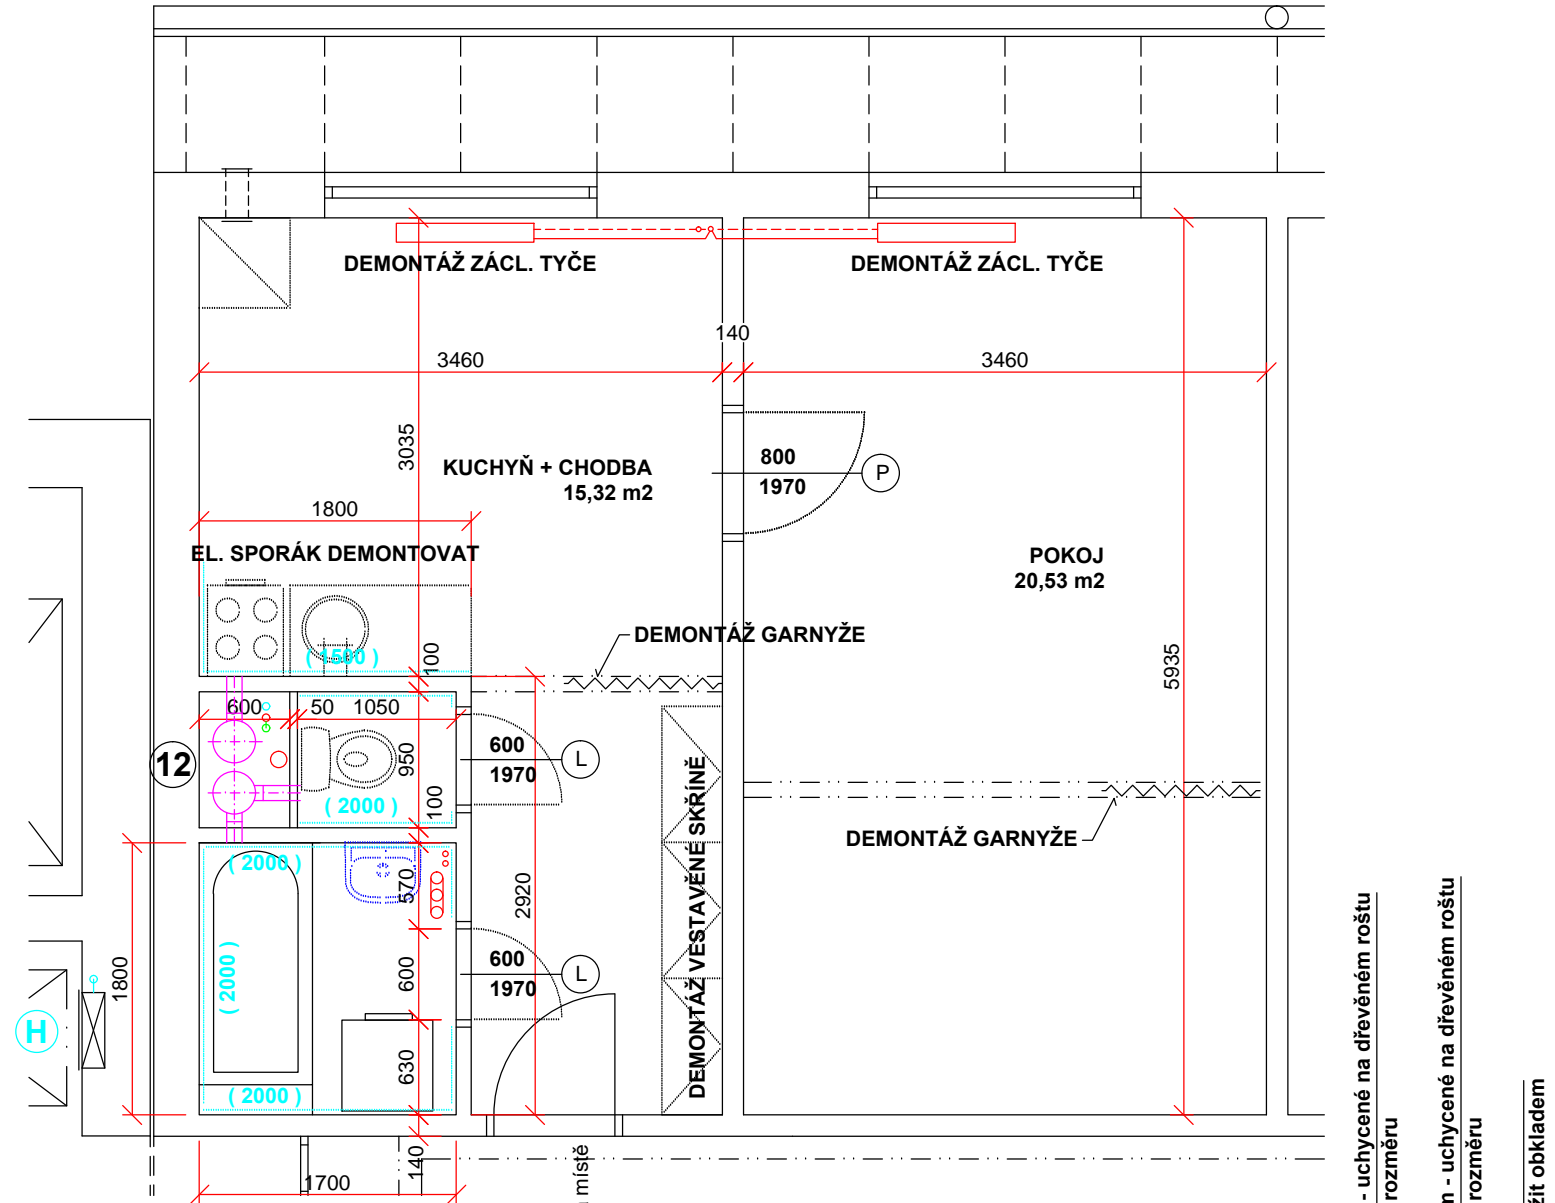 DEMONTÁŽ ZÁCL. TYČE
DEMONTÁŽ ZÁCL. TYČE
140
3460
3460
3035
KUCHYŇ + CHODBA
15,32 m2
800
1970
P
1800
EL. SPORÁK DEMONTOVAT
POKOJ
20,53 m2
( 1500 )
100
DEMONTÁŽ GARNYŽE
5935
600
50
1050
12
950
600
1970
L
( 2000 )
100
DEMONTÁŽ VESTAVĚNÉ SKŘÍNĚ
DEMONTÁŽ GARNYŽE
( 2000 )
570
2920
( 2000 )
1800
600
600
1970
L
H
630
( 2000 )
140
1700
místě
- uchycené na dřevěném roštu
rozměru
- uchycené na dřevěném roštu
rozměru
obkladem